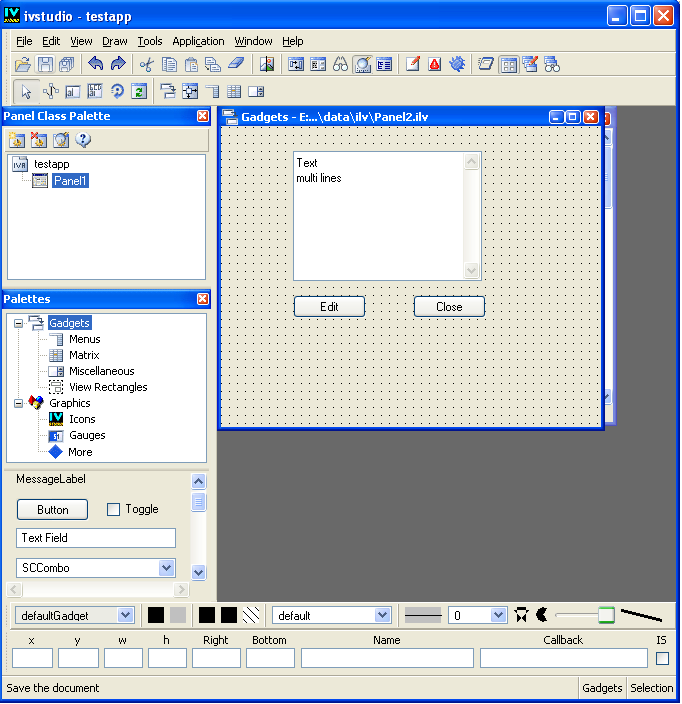 ivstudio - testapp
File Edit View Draw Tools Application Window Help
Panel Class Palette
testapp
Panel1
Palettes
Gadgets
Menus
Matrix
Miscellaneous
View Rectangles
Graphics
Icons
Gauges
More
MessageLabel
Button
Toggle
Text Field
SCCombo
Gadgets - E:...\data\ilv\Panel2.ilv
Text
multi lines
Edit Close
defaultGadget default 0
x y w h Right Bottom Name Callback IS
Save the document Gadgets Selection